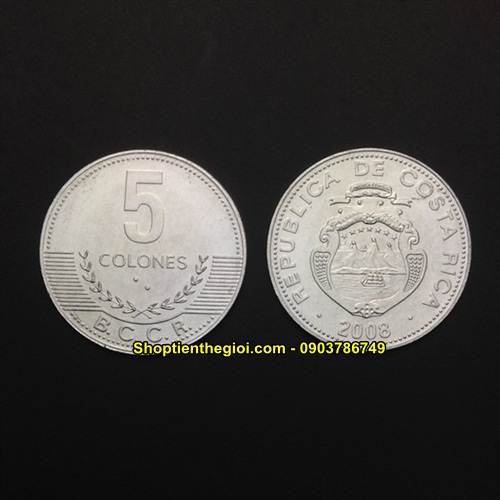 5
COLONES
B.C.C.R.
REPUBLICA DE COSTA RICA
2008
Shoptienthegioi.com - 0903786749